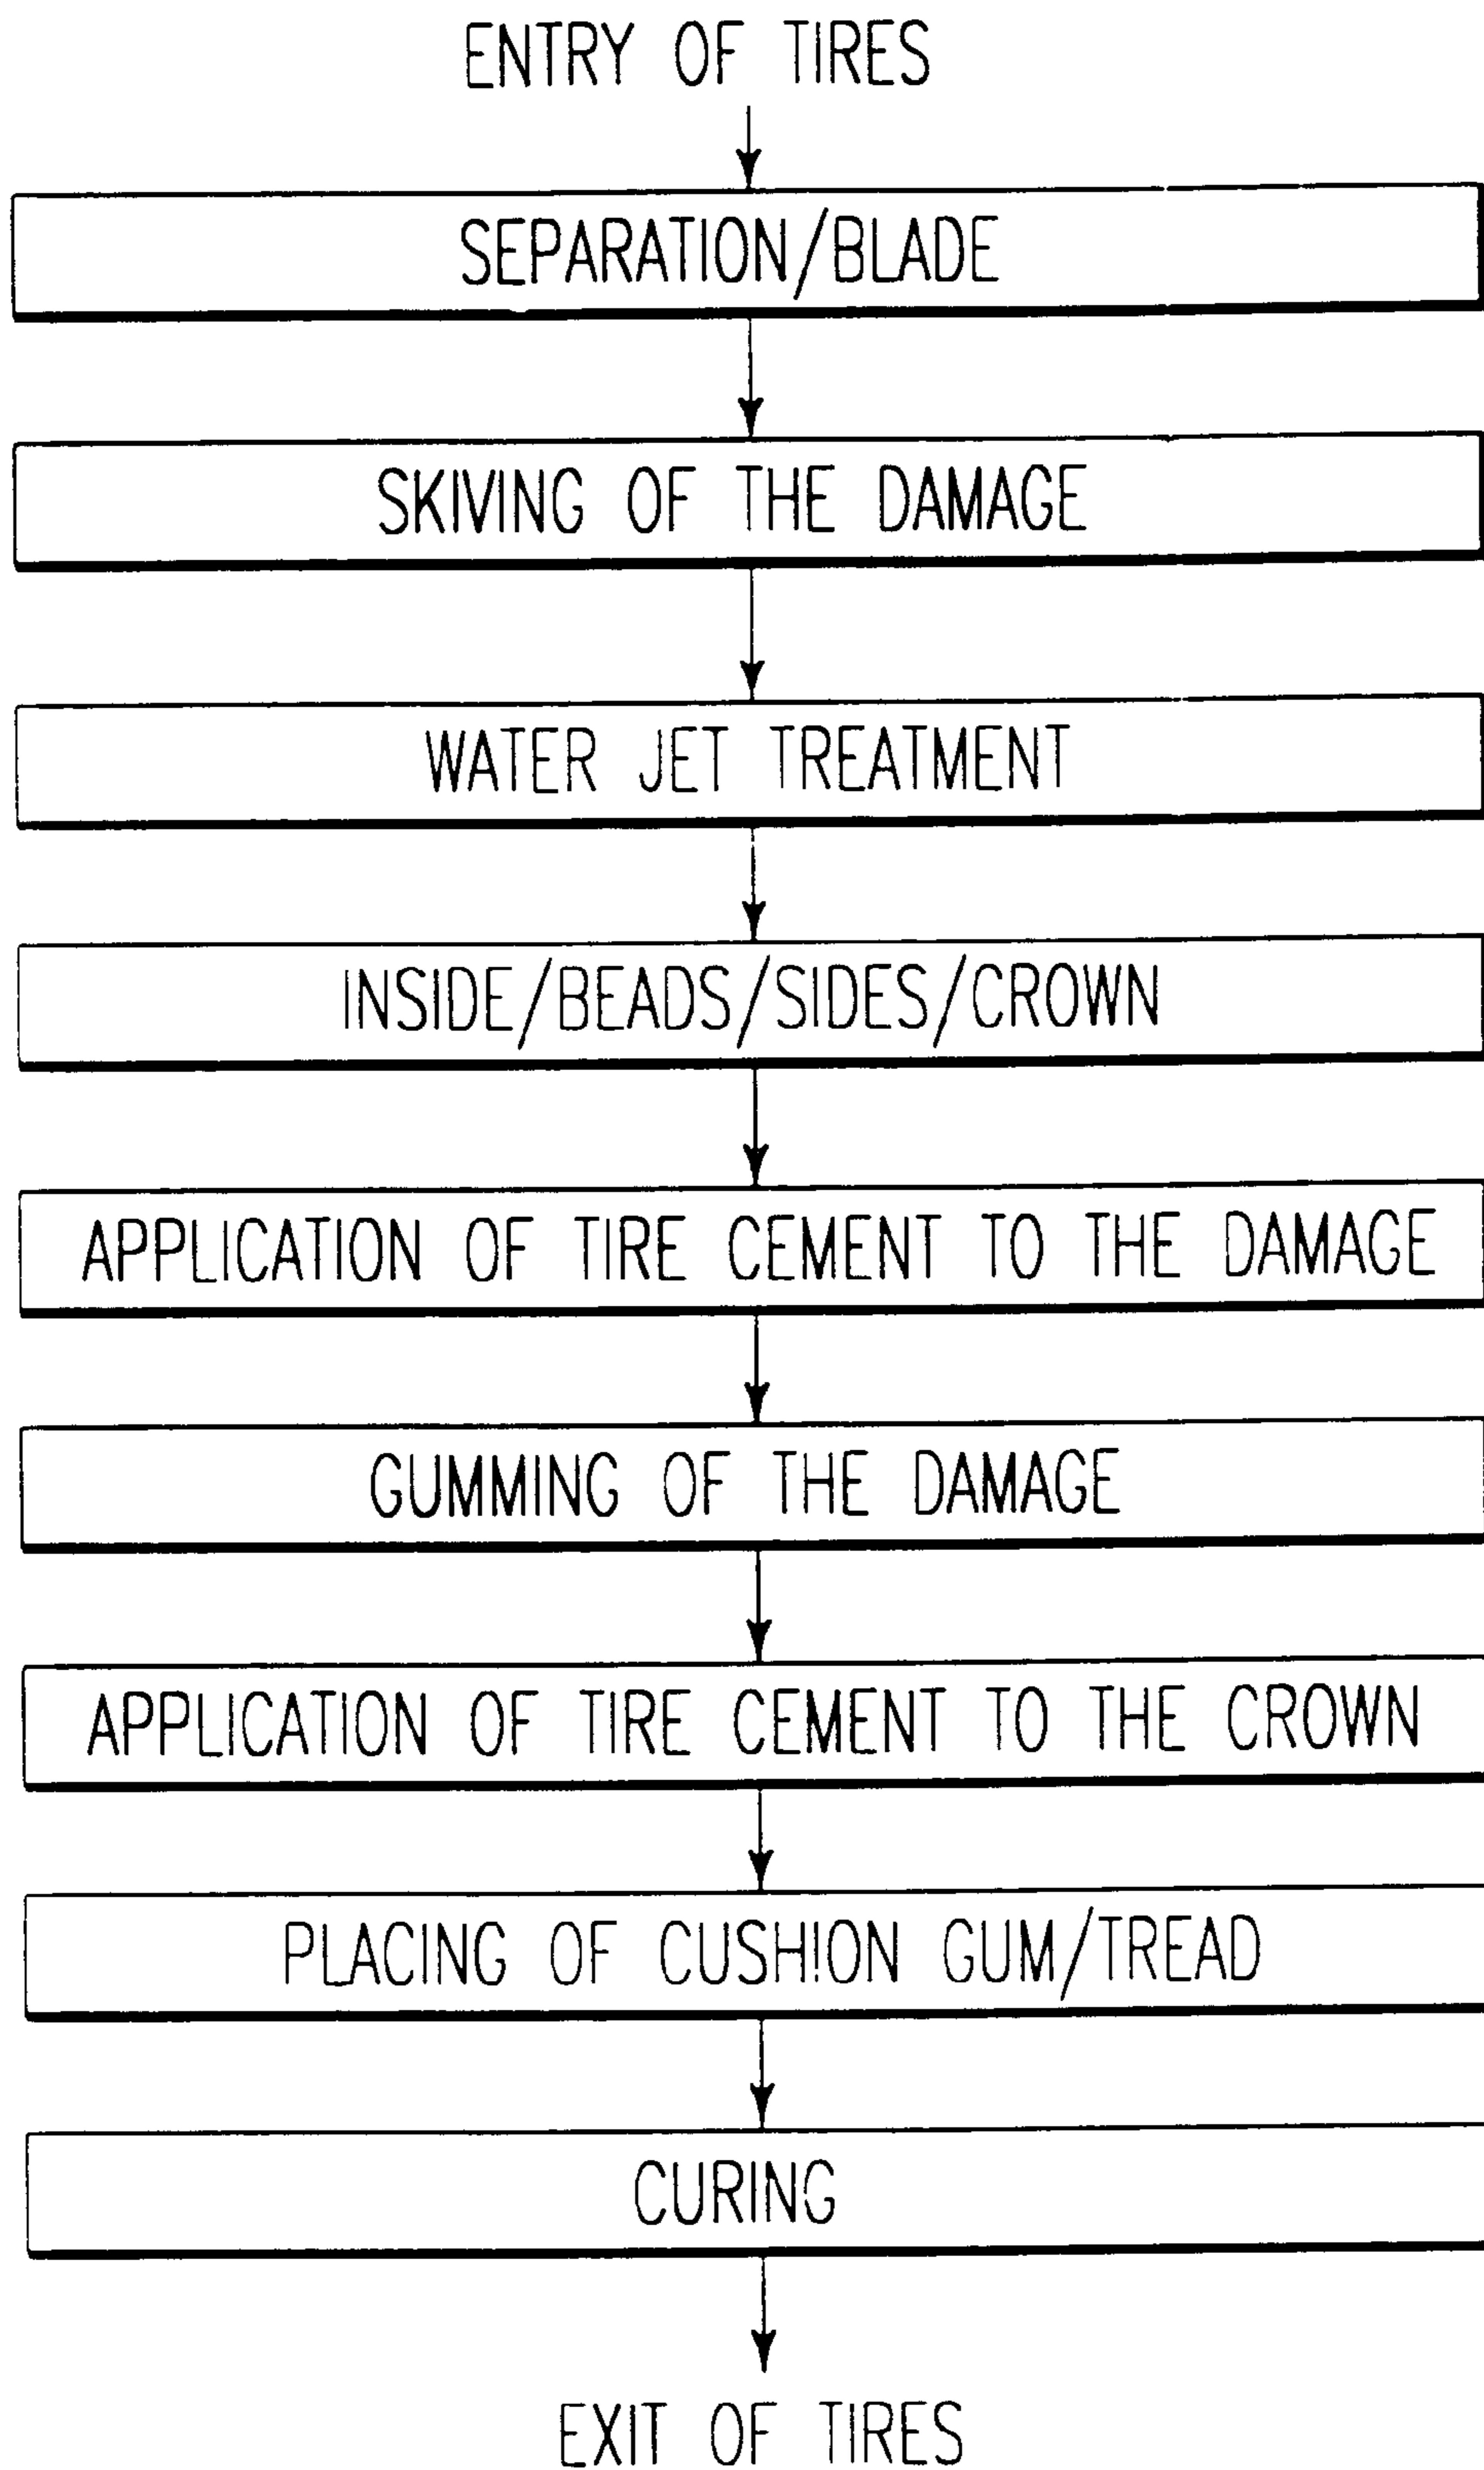 ENTRY OF TIRES
SEPARATION/BLADE
SKIVING OF THE DAMAGE
WATER JET TREATMENT
INSIDE/BEADS/SIDES/CROWN
APPLICATION OF TIRE CEMENT TO THE DAMAGE
GUMMING OF THE DAMAGE
APPLICATION OF TIRE CEMENT TO THE CROWN
PLACING OF CUSHION GUM/TREAD
CURING
EXIT OF TIRES